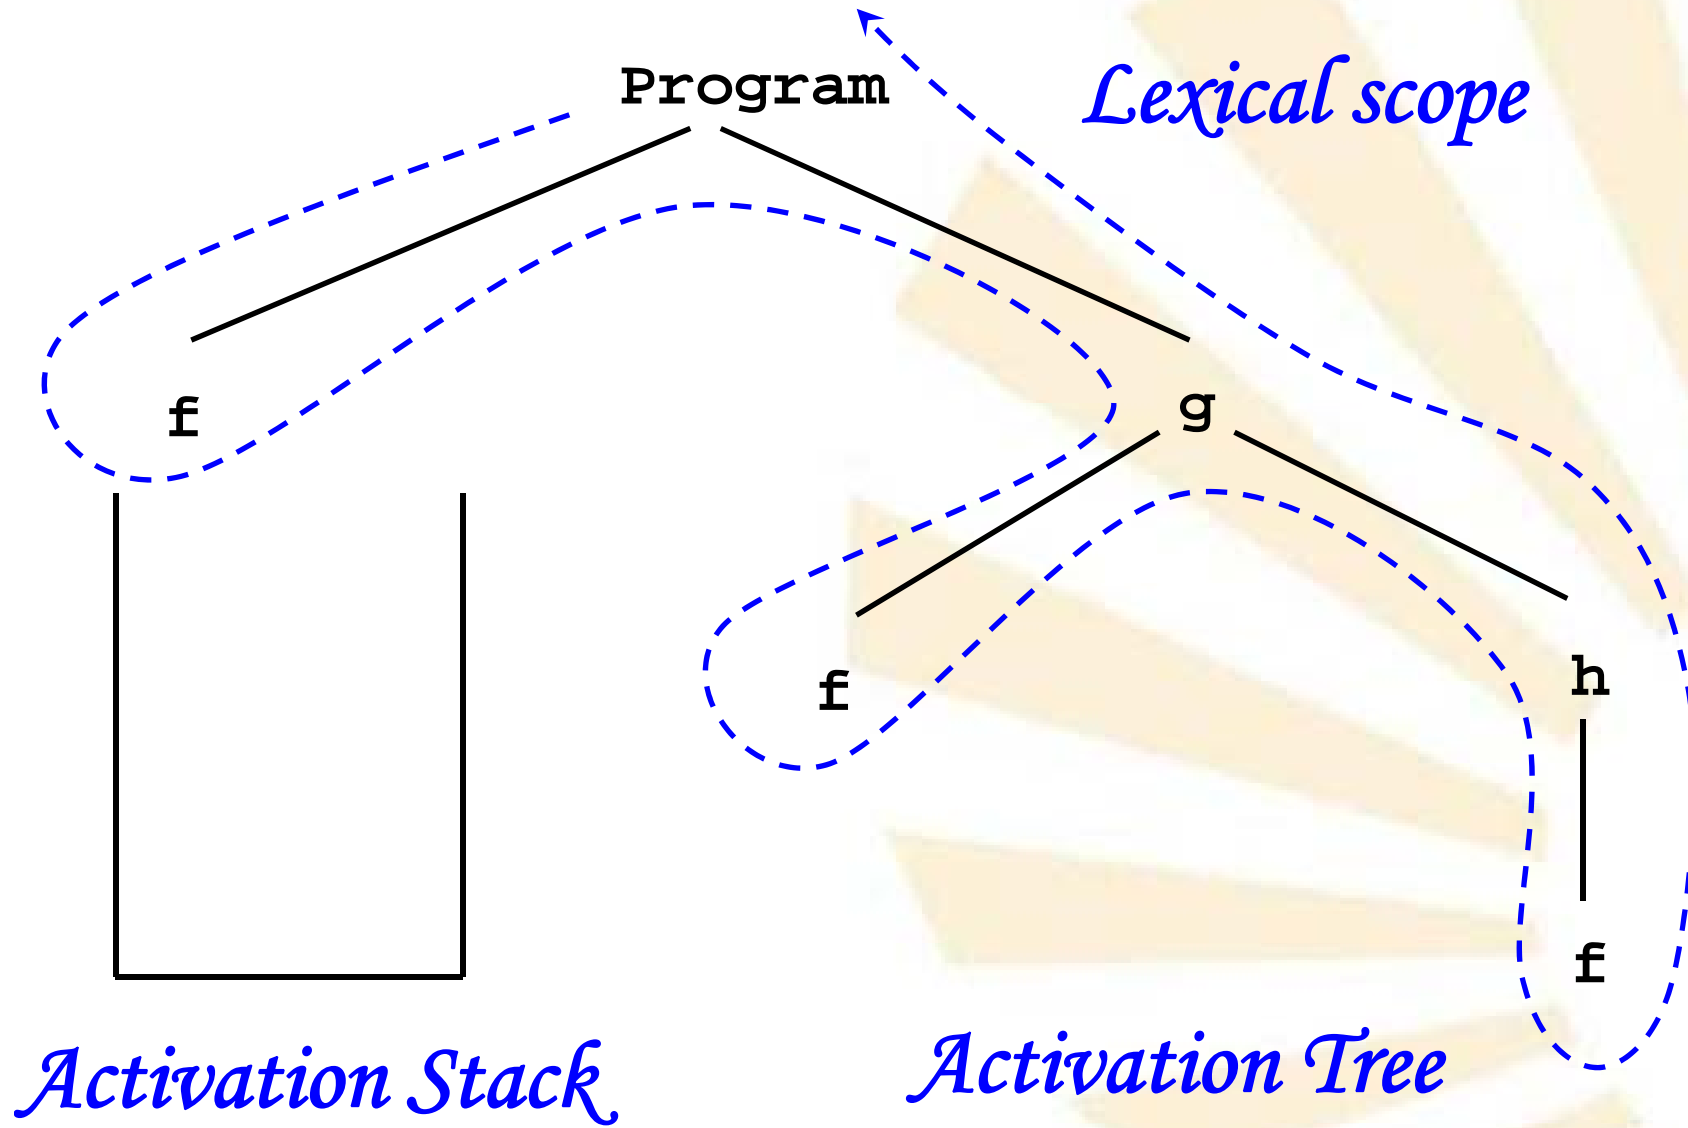 Lexical scope
Program
f
g
f
h
f
Activation Stack
Activation Tree